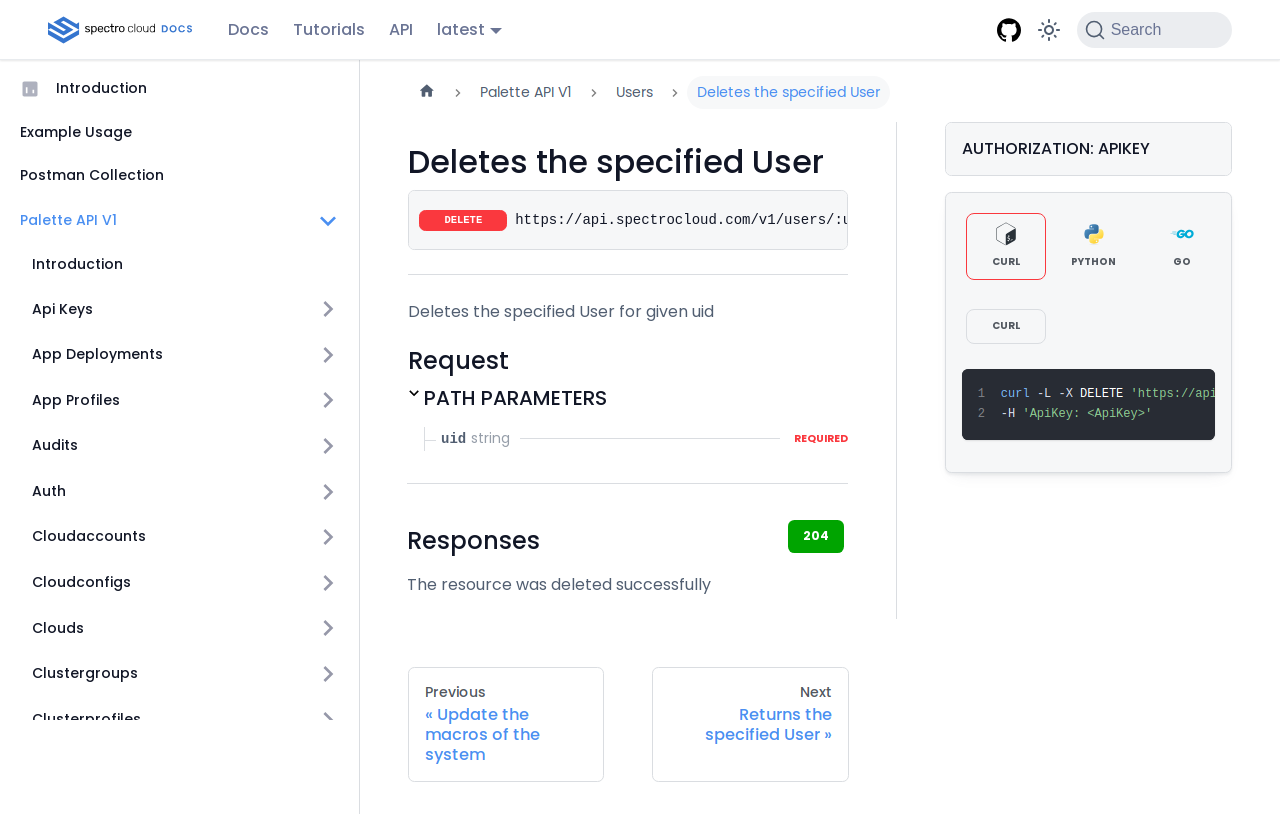 spectro cloud DOCS
Docs
Tutorials
API
latest
Search
Introduction
Example Usage
Postman Collection
Palette API V1
Introduction
Api Keys
App Deployments
App Profiles
Audits
Auth
Cloudaccounts
Cloudconfigs
Clouds
Clustergroups
Clusterprofiles
Palette API V1
Users
Deletes the specified User
Deletes the specified User
DELETE https://api.spectrocloud.com/v1/users/:u
Deletes the specified User for given uid
Request
PATH PARAMETERS
uid string REQUIRED
Responses
204
The resource was deleted successfully
Previous
« Update the
macros of the
system
Next
Returns the
specified User »
AUTHORIZATION: APIKEY
CURL
PYTHON
GO
CURL
1 curl -L -X DELETE 'https://api
2 -H 'ApiKey: <ApiKey>'